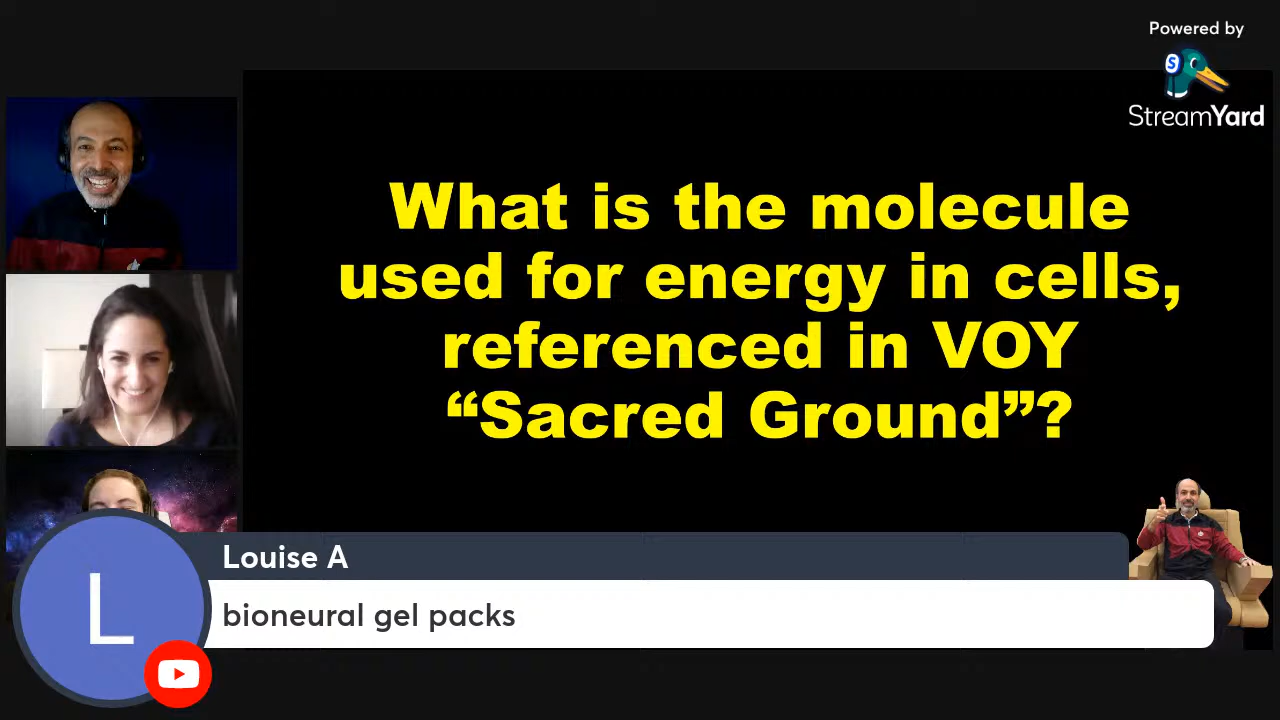 Powered by
S
StreamYard
What is the molecule
used for energy in cells,
referenced in VOY
“Sacred Ground”?
Louise A
L
bioneural gel packs